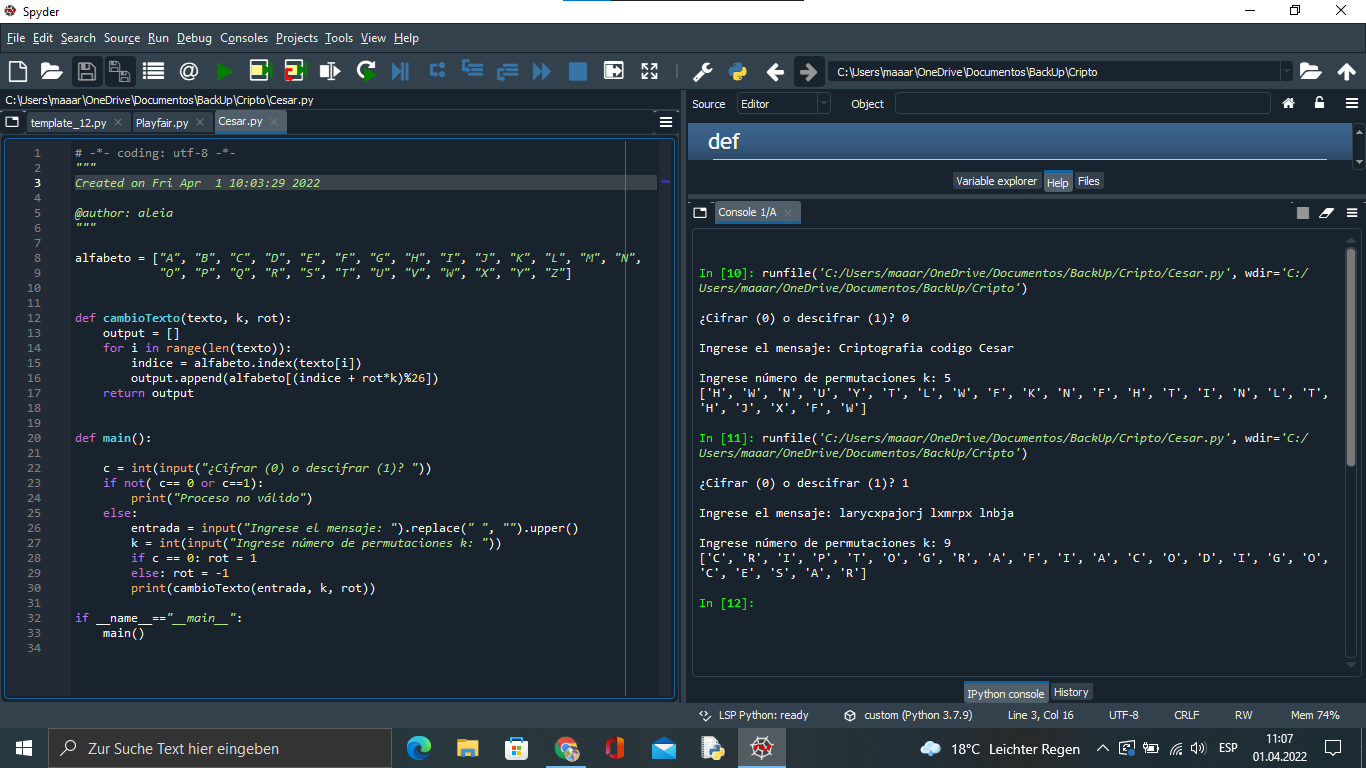 Spyder
File Edit Search Source Run Debug Consoles Projects Tools View Help
C:\Users\maaar\OneDrive\Documentos\BackUp\Cripto
C:\Users\maaar\OneDrive\Documentos\BackUp\Cripto\Cesar.py
template_12.py Playfair.py Cesar.py
1 # -*- coding: utf-8 -*-
2 """
3 Created on Fri Apr  1 10:03:29 2022
4
5 @author: aleia
6 """
7
8 alfabeto = ["A", "B", "C", "D", "E", "F", "G", "H", "I", "J", "K", "L", "M", "N",
9             "O", "P", "Q", "R", "S", "T", "U", "V", "W", "X", "Y", "Z"]
10
11
12 def cambioTexto(texto, k, rot):
13     output = []
14     for i in range(len(texto)):
15         indice = alfabeto.index(texto[i])
16         output.append(alfabeto[(indice + rot*k)%26])
17     return output
18
19
20 def main():
21
22     c = int(input("¿Cifrar (0) o descifrar (1)? "))
23     if not( c== 0 or c==1):
24         print("Proceso no válido")
25     else:
26         entrada = input("Ingrese el mensaje: ").replace(" ", "").upper()
27         k = int(input("Ingrese número de permutaciones k: "))
28         if c == 0: rot = 1
29         else: rot = -1
30         print(cambioTexto(entrada, k, rot))
31
32 if __name__=="__main__":
33     main()
34
Source Editor Object
def
Variable explorer Help Files
Console 1/A
In [10]: runfile('C:/Users/maaar/OneDrive/Documentos/BackUp/Cripto/Cesar.py', wdir='C:/
Users/maaar/OneDrive/Documentos/BackUp/Cripto')
¿Cifrar (0) o descifrar (1)? 0
Ingrese el mensaje: Criptografia codigo Cesar
Ingrese número de permutaciones k: 5
['H', 'W', 'N', 'U', 'Y', 'T', 'L', 'W', 'F', 'K', 'N', 'F', 'H', 'T', 'I', 'N', 'L', 'T',
'H', 'J', 'X', 'F', 'W']
In [11]: runfile('C:/Users/maaar/OneDrive/Documentos/BackUp/Cripto/Cesar.py', wdir='C:/
Users/maaar/OneDrive/Documentos/BackUp/Cripto')
¿Cifrar (0) o descifrar (1)? 1
Ingrese el mensaje: larycxpajorj lxmrpx lnbja
Ingrese número de permutaciones k: 9
['C', 'R', 'I', 'P', 'T', 'O', 'G', 'R', 'A', 'F', 'I', 'A', 'C', 'O', 'D', 'I', 'G', 'O',
'C', 'E', 'S', 'A', 'R']
In [12]:
IPython console History
LSP Python: ready custom (Python 3.7.9) Line 3, Col 16 UTF-8 CRLF RW Mem 74%
Zur Suche Text hier eingeben
18°C Leichter Regen ESP 11:07
01.04.2022